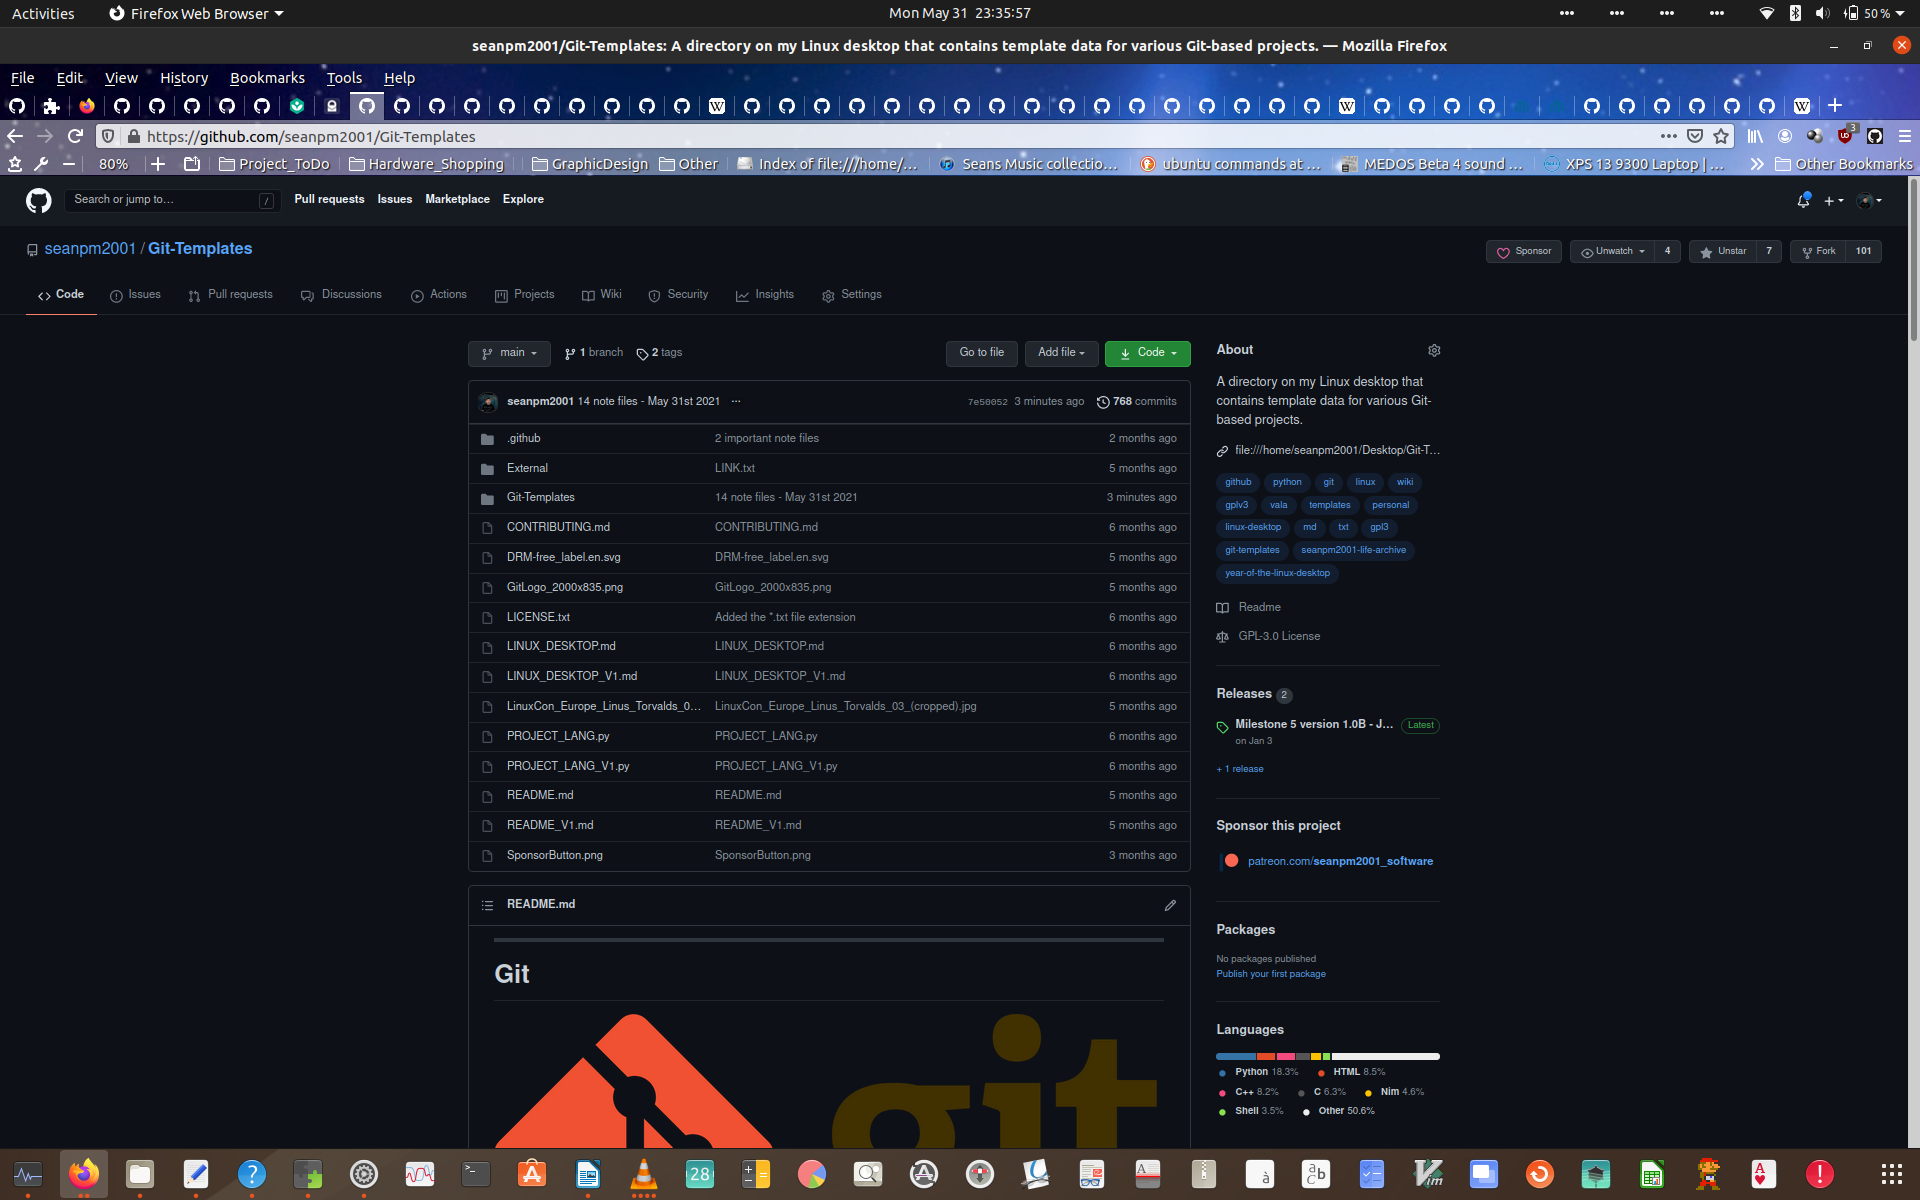 Activities Firefox Web Browser Mon May 31 23:35:57 50 %
seanpm2001/Git-Templates: A directory on my Linux desktop that contains template data for various Git-based projects. — Mozilla Firefox
File Edit View History Bookmarks Tools Help
https://github.com/seanpm2001/Git-Templates 3
80% Project_ToDo Hardware_Shopping GraphicDesign Other Index of file:///home/... Seans Music collectio... ubuntu commands at ... MEDOS Beta 4 sound ... XPS 13 9300 Laptop | ... Other Bookmarks
Search or jump to... / Pull requests Issues Marketplace Explore
seanpm2001 / Git-Templates Sponsor Unwatch 4 Unstar 7 Fork 101
Code Issues Pull requests Discussions Actions Projects Wiki Security Insights Settings
main 1 branch 2 tags Go to file Add file Code
seanpm2001 14 note files - May 31st 2021 ... 7e50052 3 minutes ago 768 commits
.github 2 important note files 2 months ago
External LINK.txt 5 months ago
Git-Templates 14 note files - May 31st 2021 3 minutes ago
CONTRIBUTING.md CONTRIBUTING.md 6 months ago
DRM-free_label.en.svg DRM-free_label.en.svg 5 months ago
GitLogo_2000x835.png GitLogo_2000x835.png 5 months ago
LICENSE.txt Added the *.txt file extension 6 months ago
LINUX_DESKTOP.md LINUX_DESKTOP.md 6 months ago
LINUX_DESKTOP_V1.md LINUX_DESKTOP_V1.md 6 months ago
LinuxCon_Europe_Linus_Torvalds_0... LinuxCon_Europe_Linus_Torvalds_03_(cropped).jpg 5 months ago
PROJECT_LANG.py PROJECT_LANG.py 6 months ago
PROJECT_LANG_V1.py PROJECT_LANG_V1.py 6 months ago
README.md README.md 5 months ago
README_V1.md README_V1.md 5 months ago
SponsorButton.png SponsorButton.png 3 months ago
README.md
Git
git
About
A directory on my Linux desktop that
contains template data for various Git-
based projects.
file:///home/seanpm2001/Desktop/Git-T...
github python git linux wiki
gplv3 vala templates personal
linux-desktop md txt gpl3
git-templates seanpm2001-life-archive
year-of-the-linux-desktop
Readme
GPL-3.0 License
Releases 2
Milestone 5 version 1.0B - J... Latest
on Jan 3
+ 1 release
Sponsor this project
patreon.com/seanpm2001_software
Packages
No packages published
Publish your first package
Languages
Python 18.3% HTML 8.5%
C++ 8.2% C 6.3% Nim 4.6%
Shell 3.5% Other 50.6%
28